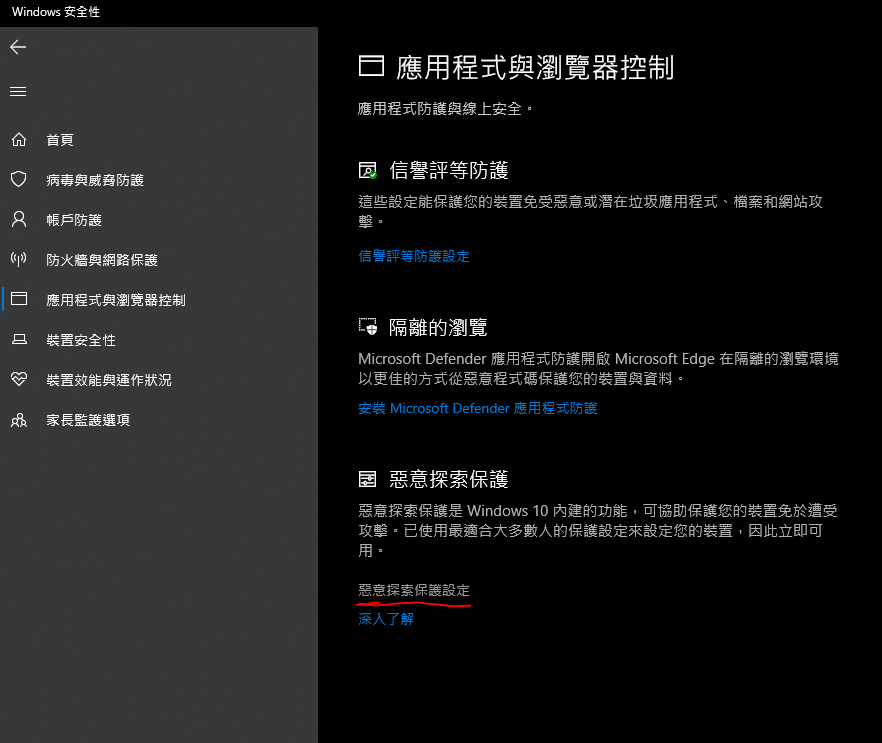 Windows 安全性
首頁
病毒與威脅防護
帳戶防護
防火牆與網路保護
應用程式與瀏覽器控制
裝置安全性
裝置效能與運作狀況
家長監護選項
應用程式與瀏覽器控制
應用程式防護與線上安全。
信譽評等防護
這些設定能保護您的裝置免受惡意或潛在垃圾應用程式、檔案和網站攻
擊。
信譽評等防護設定
隔離的瀏覽
Microsoft Defender 應用程式防護開啟 Microsoft Edge 在隔離的瀏覽環境
以更佳的方式從惡意程式碼保護您的裝置與資料。
安裝 Microsoft Defender 應用程式防護
惡意探索保護
惡意探索保護是 Windows 10 內建的功能，可協助保護您的裝置免於遭受
攻擊。已使用最適合大多數人的保護設定來設定您的裝置，因此立即可
用。
惡意探索保護設定
深入了解